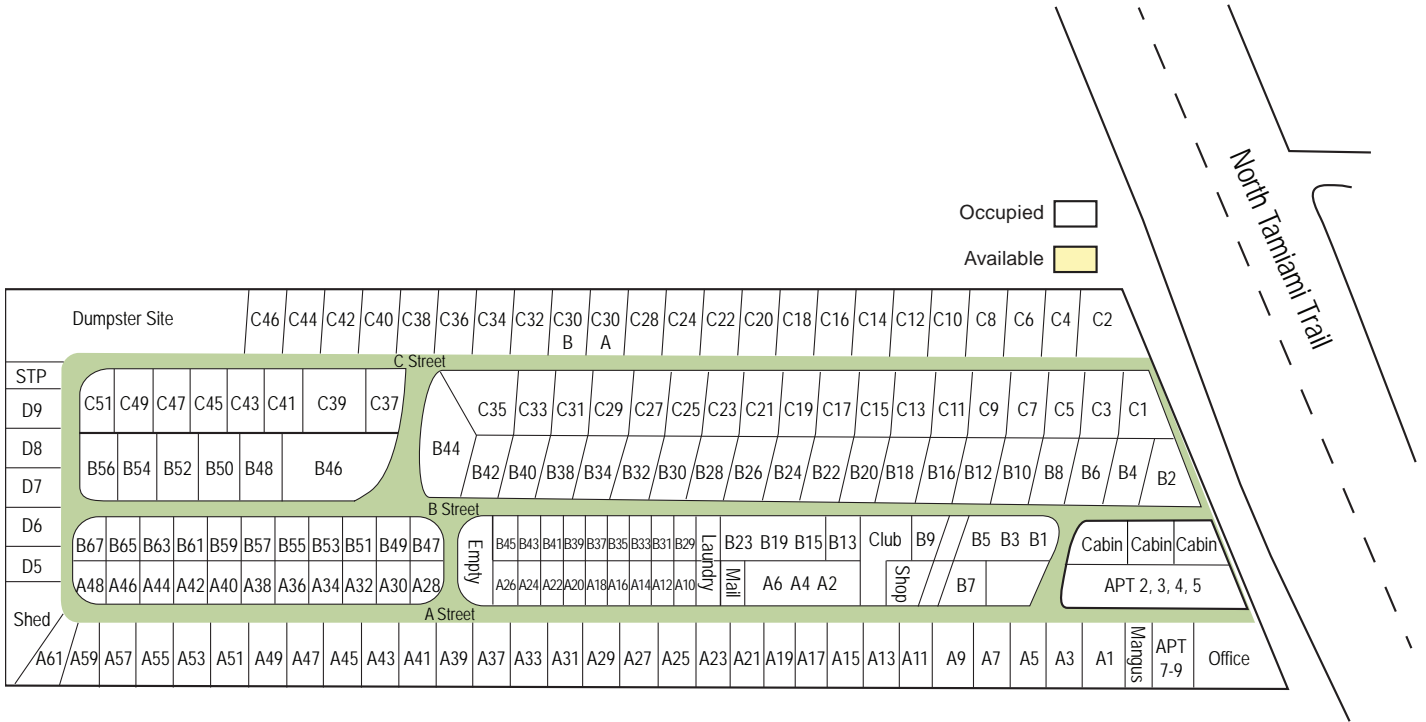 North Tamiami Trail
Occupied
Available
Dumpster Site
C46 C44 C42 C40 C38 C36 C34 C32 C30 B C30 A C28 C24 C22 C20 C18 C16 C14 C12 C10 C8 C6 C4 C2
C Street
STP
D9
D8
D7
D6
D5
Shed
C51 C49 C47 C45 C43 C41 C39 C37
B56 B54 B52 B50 B48 B46
C35 C33 C31 C29 C27 C25 C23 C21 C19 C17 C15 C13 C11 C9 C7 C5 C3 C1
B44 B42 B40 B38 B34 B32 B30 B28 B26 B24 B22 B20 B18 B16 B12 B10 B8 B6 B4 B2
B Street
B67 B65 B63 B61 B59 B57 B55 B53 B51 B49 B47
A48 A46 A44 A42 A40 A38 A36 A34 A32 A30 A28
Empty
B45 B43 B41 B39 B37 B35 B33 B31 B29
A26 A24 A22 A20 A18 A16 A14 A12 A10
Laundry
B23 B19 B15 B13
Mail
A6 A4 A2
Club
B9
Shop
B5 B3 B1
B7
Cabin Cabin Cabin
APT 2, 3, 4, 5
A Street
A61 A59 A57 A55 A53 A51 A49 A47 A45 A43 A41 A39 A37 A33 A31 A29 A27 A25 A23 A21 A19 A17 A15 A13 A11 A9 A7 A5 A3 A1
Mangus
APT
7-9
Office